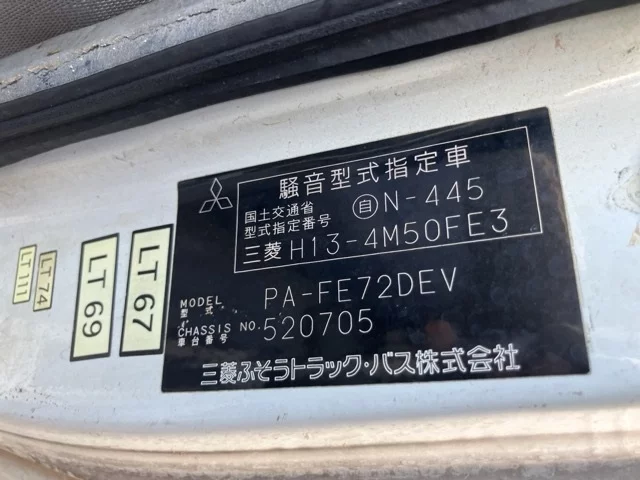 騒音型式指定車
国土交通省
型式指定番号
自N-445
三菱 H13-4M50FE3
MODEL
型式
PA-FE72DEV
CHASSIS NO.
車台番号
520705
三菱ふそうトラック・バス株式会社
LT 111
LT 74
LT 69
LT 67